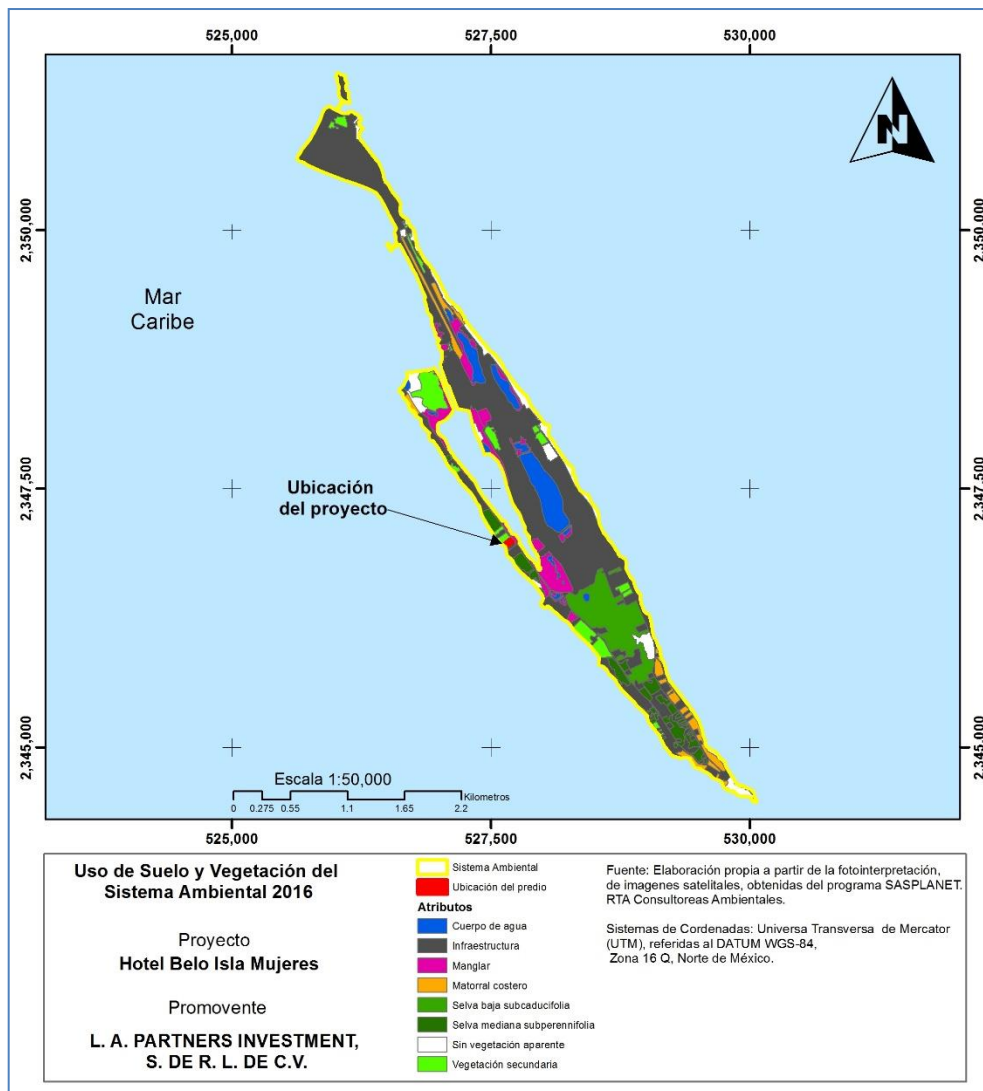 525,000
527,500
530,000
N
2,350,000
2,350,000
Mar
Caribe
Ubicación
del proyecto
2,347,500
2,347,500
2,345,000
2,345,000
Escala 1:50,000
Kilometros
0 0.275 0.55 1.1 1.65 2.2
525,000
527,500
530,000
Uso de Suelo y Vegetación del
Sistema Ambiental 2016
Proyecto
Hotel Belo Isla Mujeres
Promovente
L. A. PARTNERS INVESTMENT,
S. DE R. L. DE C.V.
Sistema Ambiental
Ubicación del predio
Atributos
Cuerpo de agua
Infraestructura
Manglar
Matorral costero
Selva baja subcaducifolia
Selva mediana subperennifolia
Sin vegetación aparente
Vegetación secundaria
Fuente: Elaboración propia a partir de la fotointerpretación,
de imagenes satelitales, obtenidas del programa SASPLANET.
RTA Consultoreas Ambientales.
Sistemas de Cordenadas: Universa Transversa de Mercator
(UTM), referidas al DATUM WGS-84,
Zona 16 Q, Norte de México.